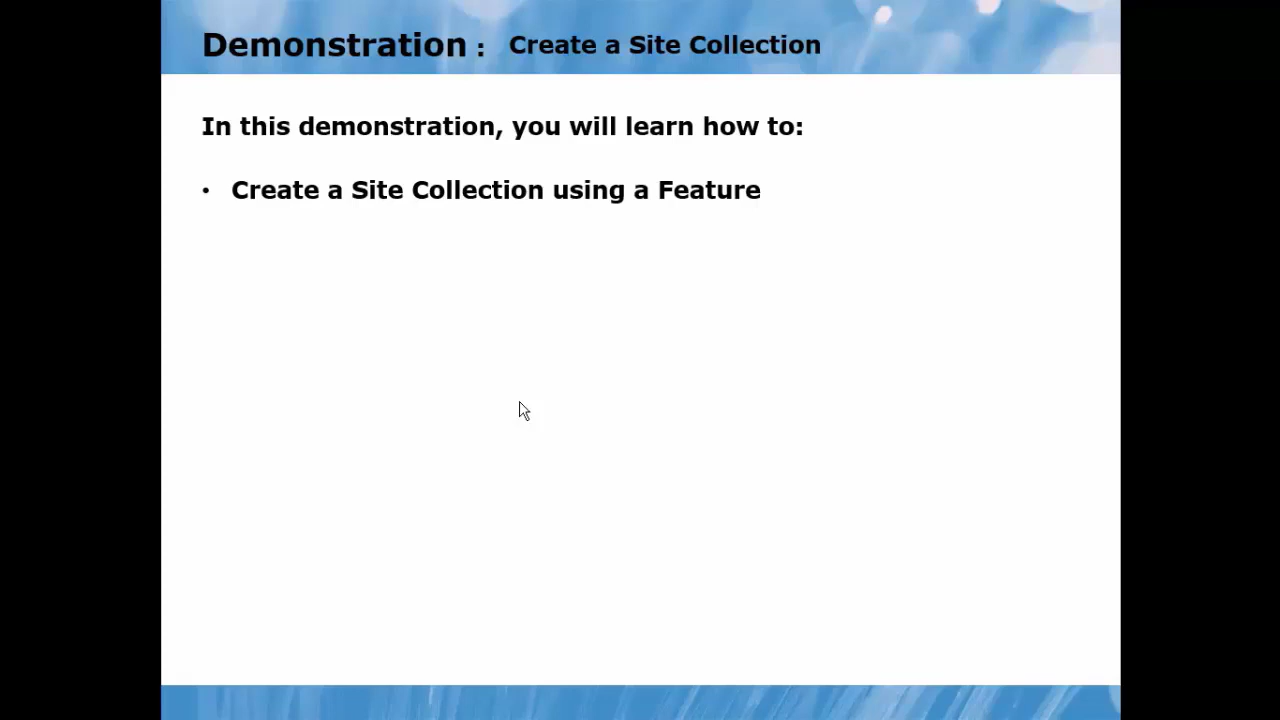 Demonstration : Create a Site Collection
In this demonstration, you will learn how to:
• Create a Site Collection using a Feature